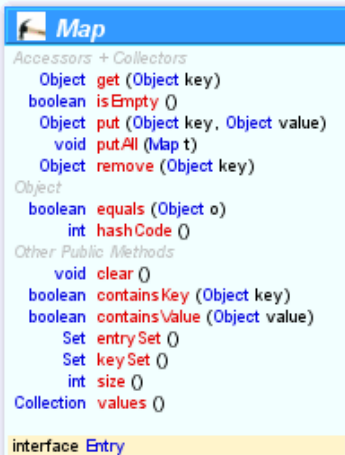 Map
Accessors + Collectors
Object get (Object key)
boolean isEmpty ()
Object put (Object key, Object value)
void putAll (Map t)
Object remove (Object key)
Object
boolean equals (Object o)
int hashCode ()
Other Public Methods
void clear ()
boolean containsKey (Object key)
boolean containsValue (Object value)
Set entrySet ()
Set keySet ()
int size ()
Collection values ()
interface Entry